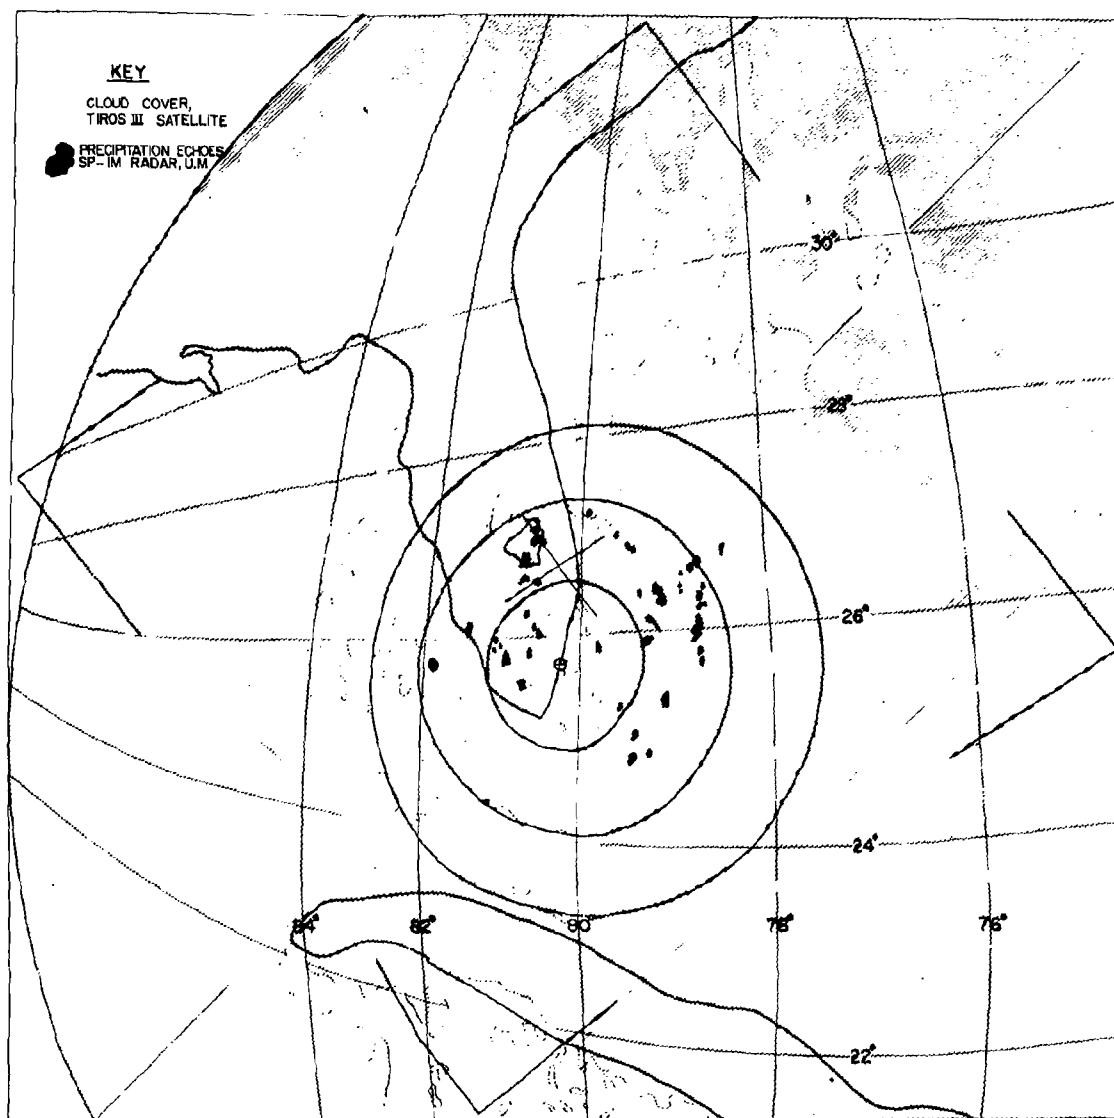 KEY
CLOUD COVER,
TIROS III SATELLITE
PRECIPITATION ECHOES
SP-1M RADAR, U.M
30°
28°
26°
24°
84° 82° 80° 78° 76°
22°